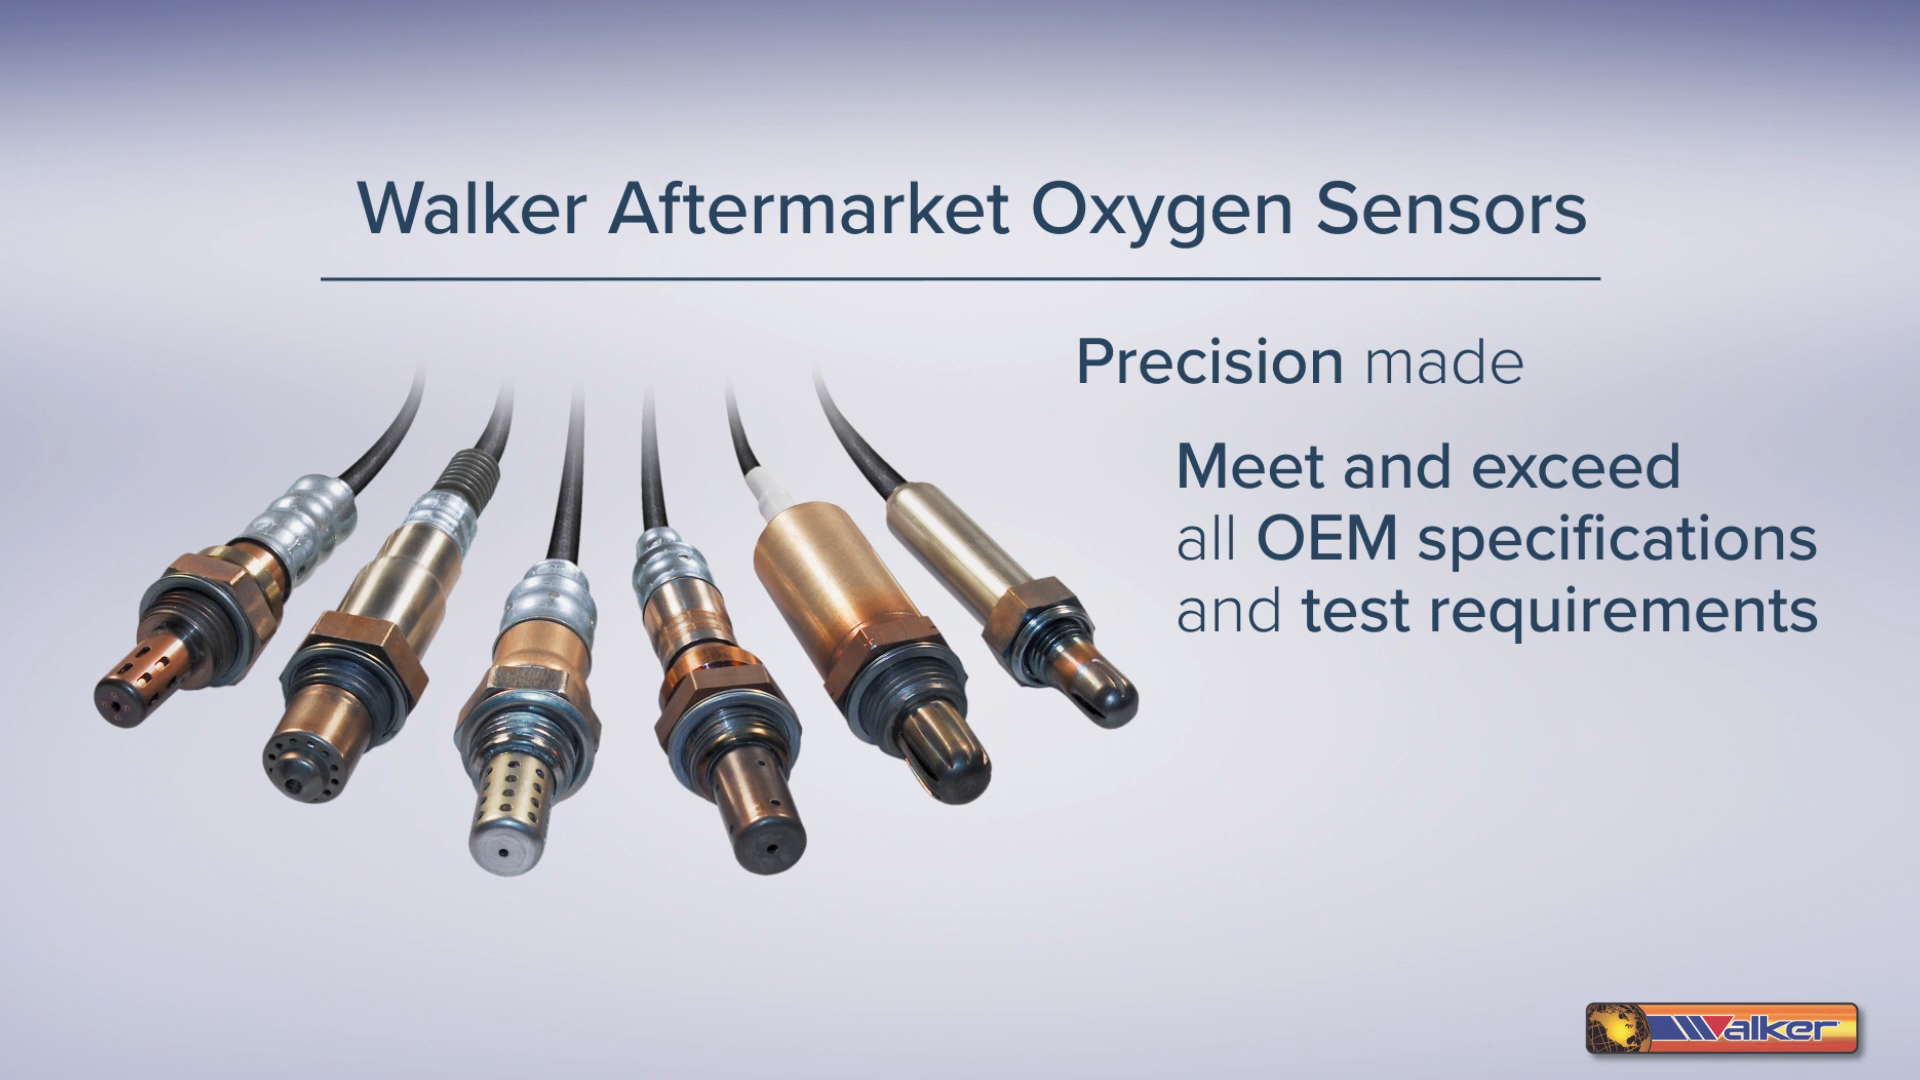 Walker Aftermarket Oxygen Sensors
Precision made
Meet and exceed
all OEM specifications
and test requirements
Walker